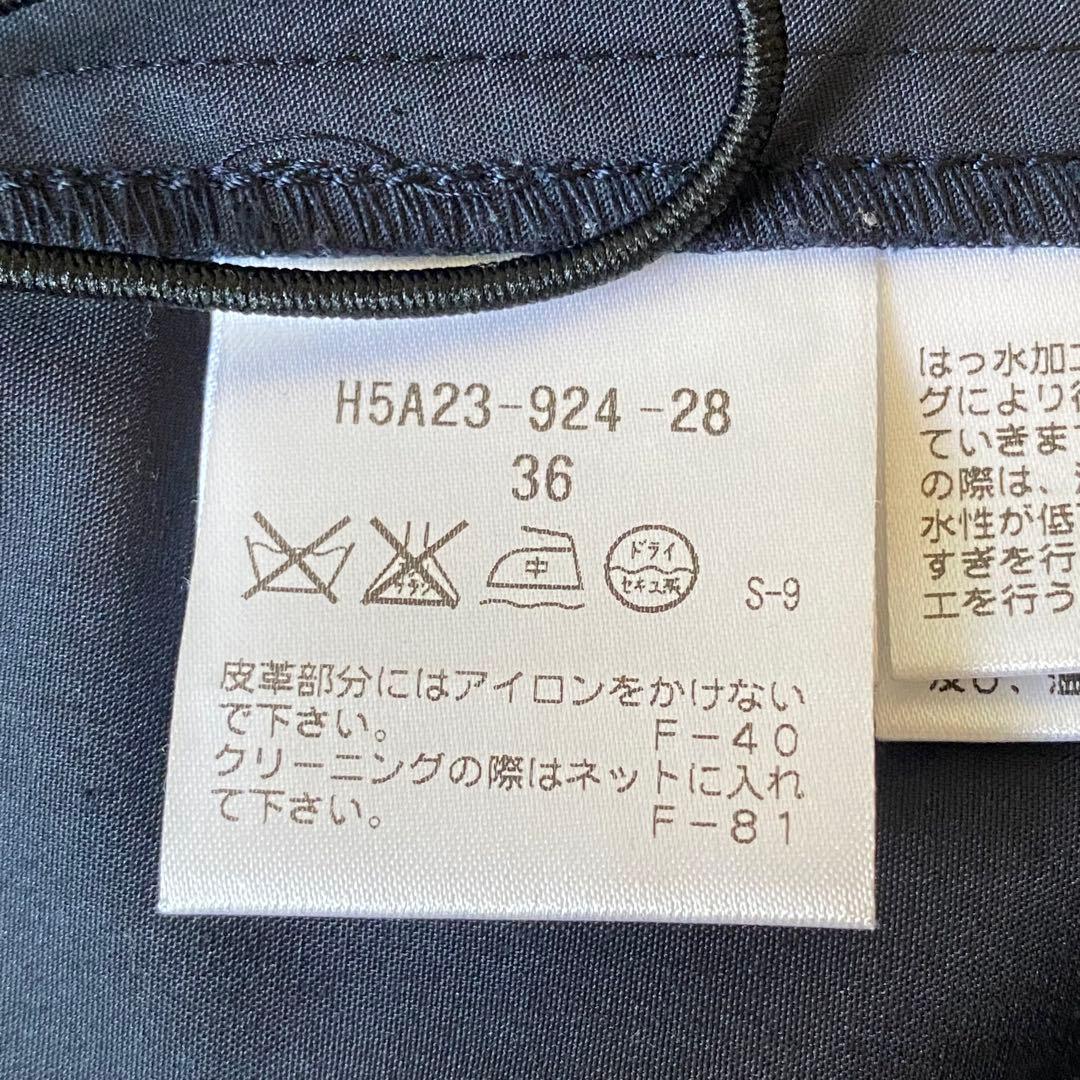 H5A23-924-28
36
中
ドライ
セキユ系
S-9
皮革部分にはアイロンをかけない
で下さい。 F-40
クリーニングの際はネットに入れ
て下さい。 F-81
はっ水加工
グにより
ていきま
の際は、
水性が低
すぎを行
工を行う
及び、